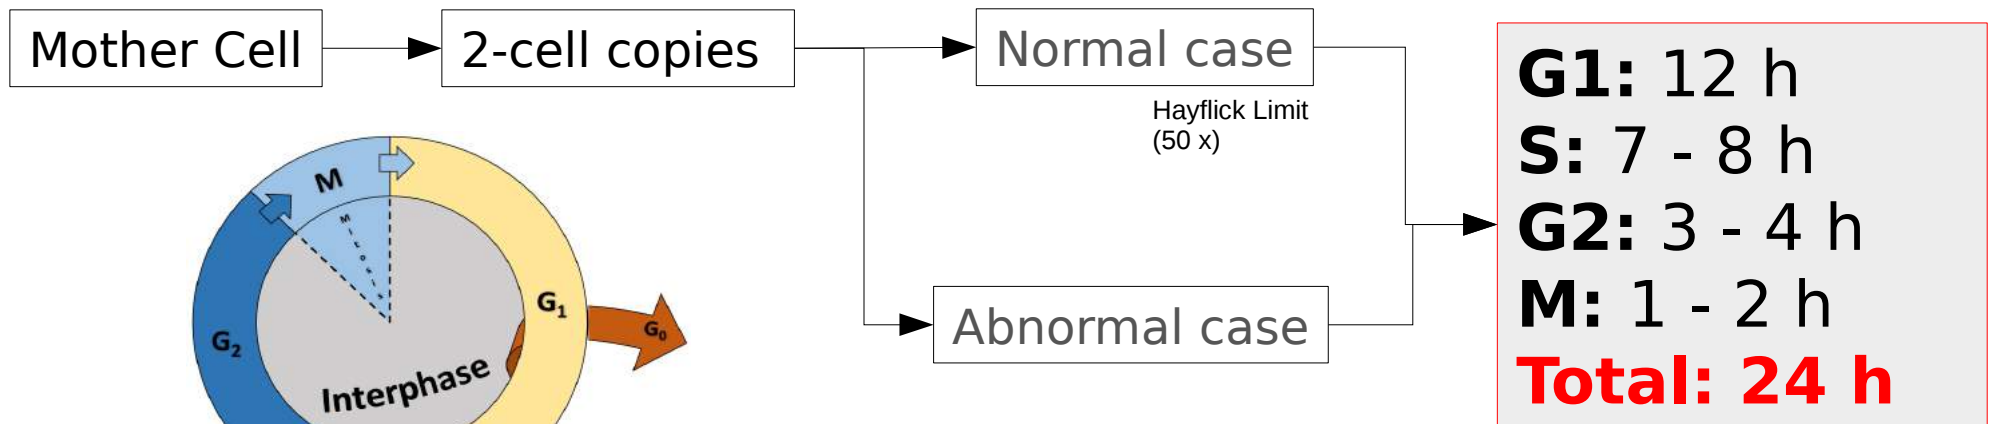 Mother Cell
2-cell copies
Normal case
Hayflick Limit
(50 x)
Abnormal case
G1: 12 h
S: 7 - 8 h
G2: 3 - 4 h
M: 1 - 2 h
Total: 24 h
M
G₁
G₀
G₂
Interphase